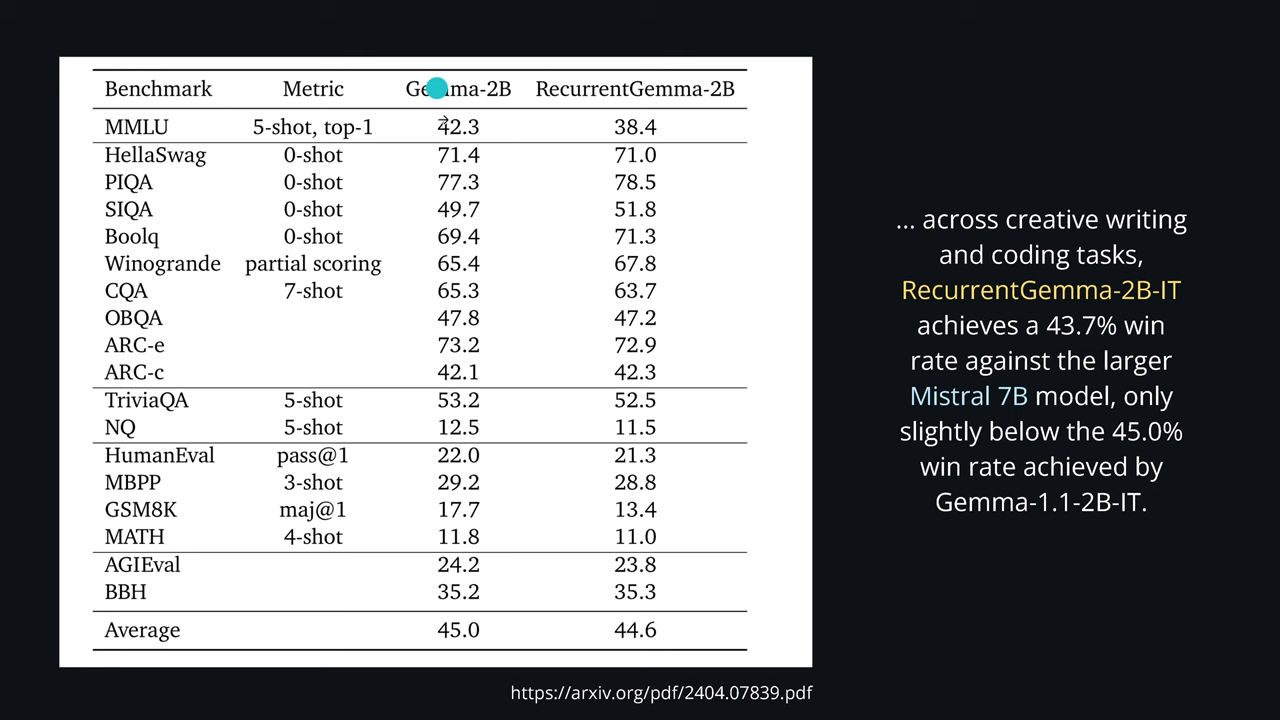 Benchmark Metric Gemma-2B RecurrentGemma-2B
MMLU 5-shot, top-1 42.3 38.4
HellaSwag 0-shot 71.4 71.0
PIQA 0-shot 77.3 78.5
SIQA 0-shot 49.7 51.8
Boolq 0-shot 69.4 71.3
Winogrande partial scoring 65.4 67.8
CQA 7-shot 65.3 63.7
OBQA 47.8 47.2
ARC-e 73.2 72.9
ARC-c 42.1 42.3
TriviaQA 5-shot 53.2 52.5
NQ 5-shot 12.5 11.5
HumanEval pass@1 22.0 21.3
MBPP 3-shot 29.2 28.8
GSM8K maj@1 17.7 13.4
MATH 4-shot 11.8 11.0
AGIEval 24.2 23.8
BBH 35.2 35.3
Average 45.0 44.6
... across creative writing
and coding tasks,
RecurrentGemma-2B-IT
achieves a 43.7% win
rate against the larger
Mistral 7B model, only
slightly below the 45.0%
win rate achieved by
Gemma-1.1-2B-IT.
https://arxiv.org/pdf/2404.07839.pdf